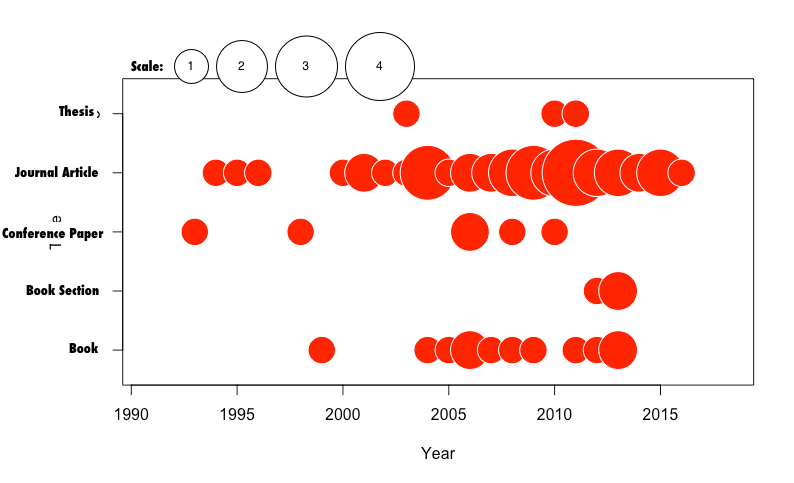 Scale: 1 2 3 4
Thesis
Journal Article
Conference Paper
Book Section
Book
1990 1995 2000 2005 2010 2015
Year